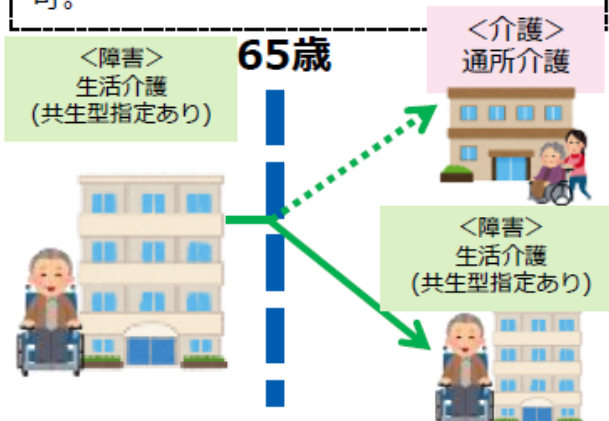 可。
<障害>
生活介護
(共生型指定あり)
65歳
<介護>
通所介護
<障害>
生活介護
(共生型指定あり)